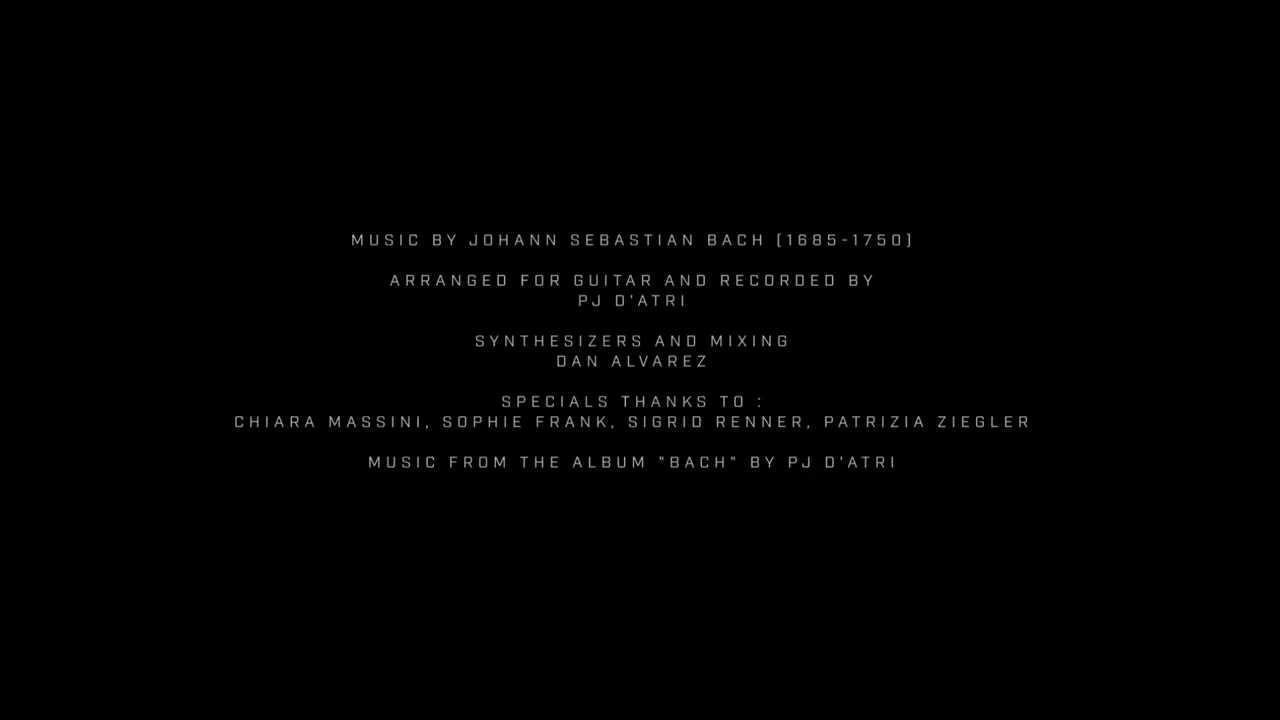 MUSIC BY JOHANN SEBASTIAN BACH (1685-1750)
ARRANGED FOR GUITAR AND RECORDED BY
PJ D'ATRI
SYNTHESIZERS AND MIXING
DAN ALVAREZ
SPECIALS THANKS TO :
CHIARA MASSINI, SOPHIE FRANK, SIGRID RENNER, PATRIZIA ZIEGLER
MUSIC FROM THE ALBUM "BACH" BY PJ D'ATRI